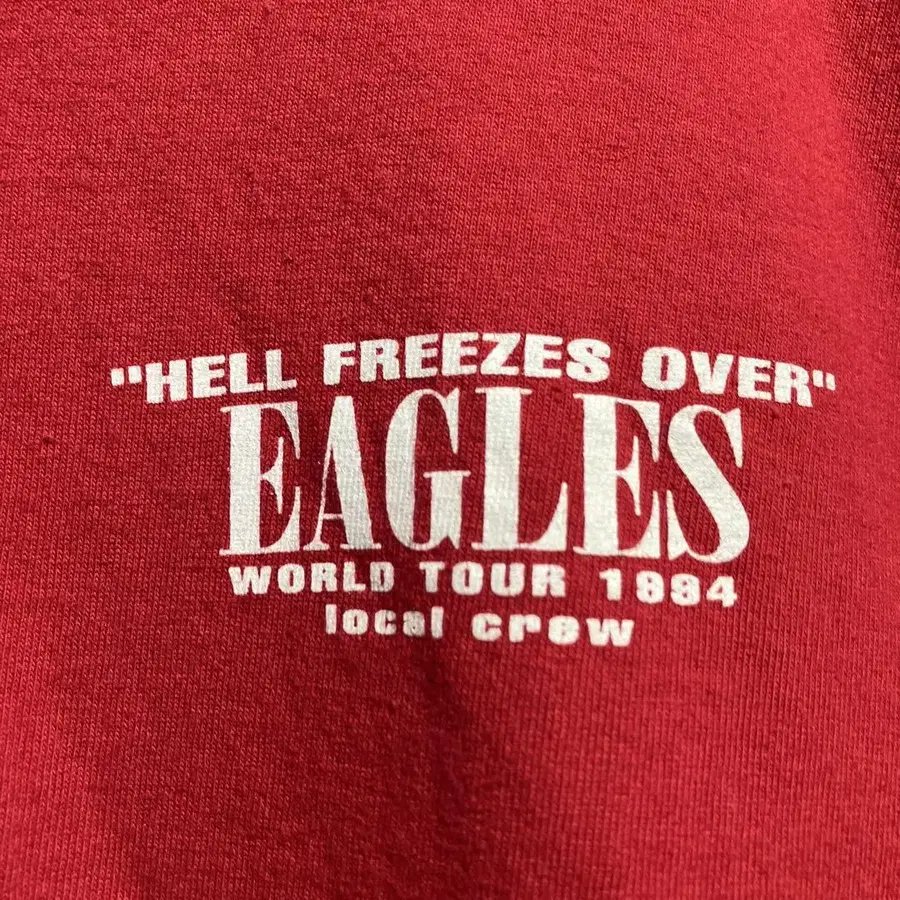 "HELL FREEZES OVER"
EAGLES
WORLD TOUR 1994
local crew